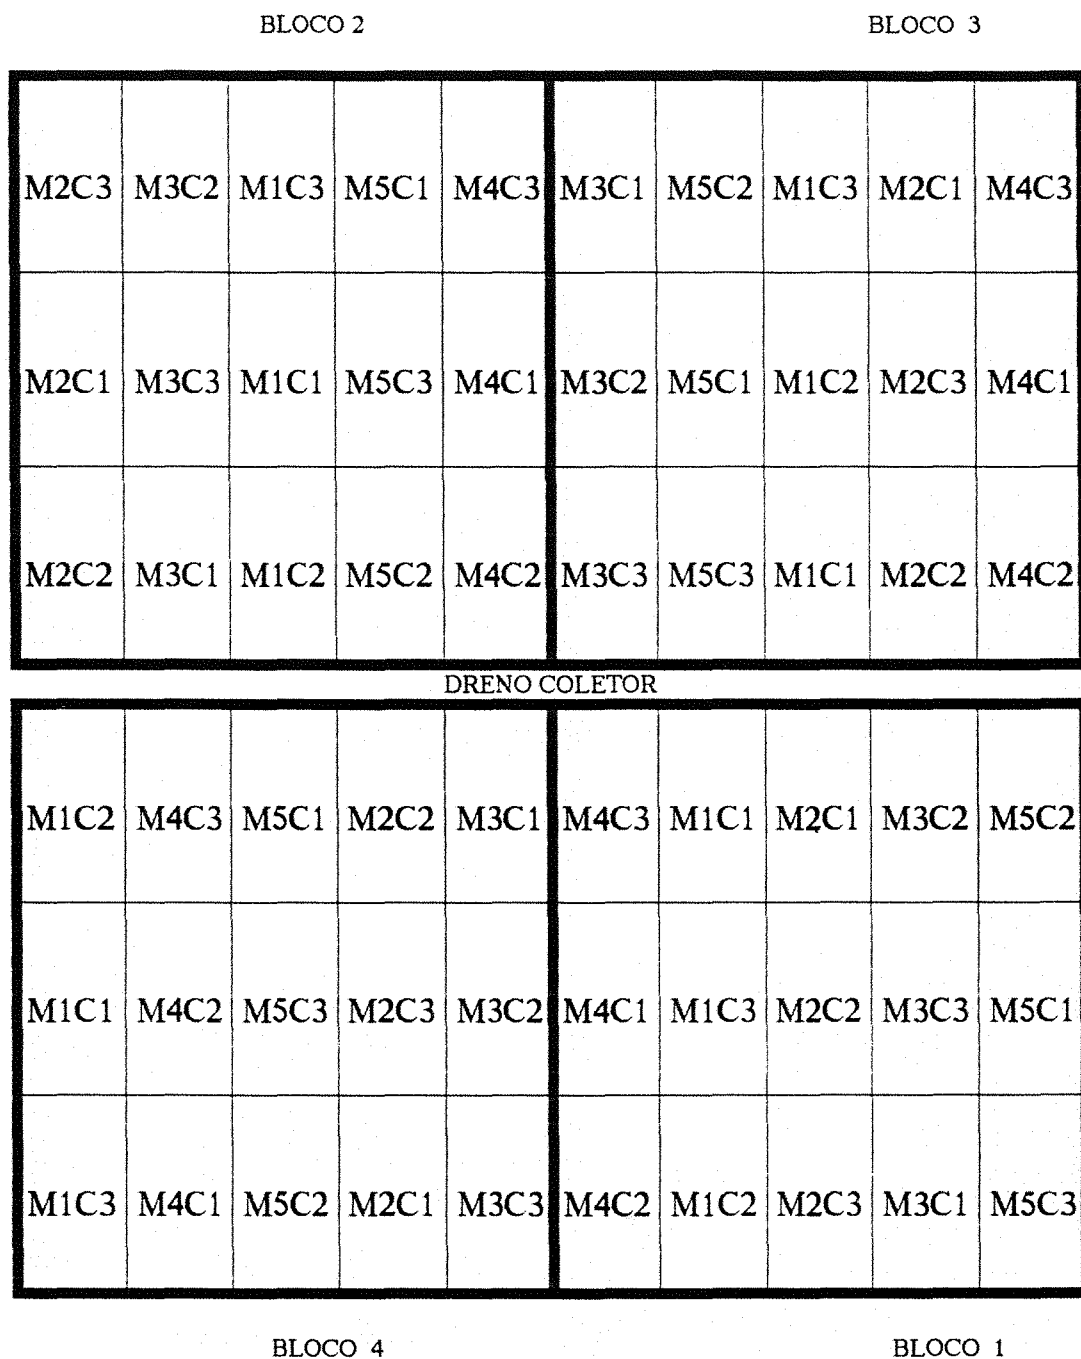 BLOCO 2 BLOCO 3
M2C3 M3C2 M1C3 M5C1 M4C3 M3C1 M5C2 M1C3 M2C1 M4C3
M2C1 M3C3 M1C1 M5C3 M4C1 M3C2 M5C1 M1C2 M2C3 M4C1
M2C2 M3C1 M1C2 M5C2 M4C2 M3C3 M5C3 M1C1 M2C2 M4C2
DRENO COLETOR
M1C2 M4C3 M5C1 M2C2 M3C1 M4C3 M1C1 M2C1 M3C2 M5C2
M1C1 M4C2 M5C3 M2C3 M3C2 M4C1 M1C3 M2C2 M3C3 M5C1
M1C3 M4C1 M5C2 M2C1 M3C3 M4C2 M1C2 M2C3 M3C1 M5C3
BLOCO 4 BLOCO 1